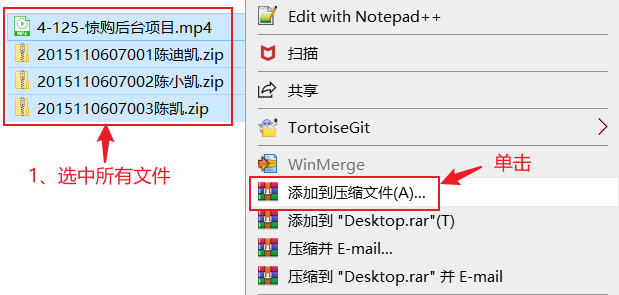 4-125-惊购后台项目.mp4
2015110607001陈迪凯.zip
2015110607002陈小凯.zip
2015110607003陈凯.zip
1、选中所有文件
Edit with Notepad++
扫描
共享
TortoiseGit
WinMerge
单击
添加到压缩文件(A)...
添加到 "Desktop.rar"(T)
压缩并 E-mail...
压缩到 "Desktop.rar" 并 E-mail